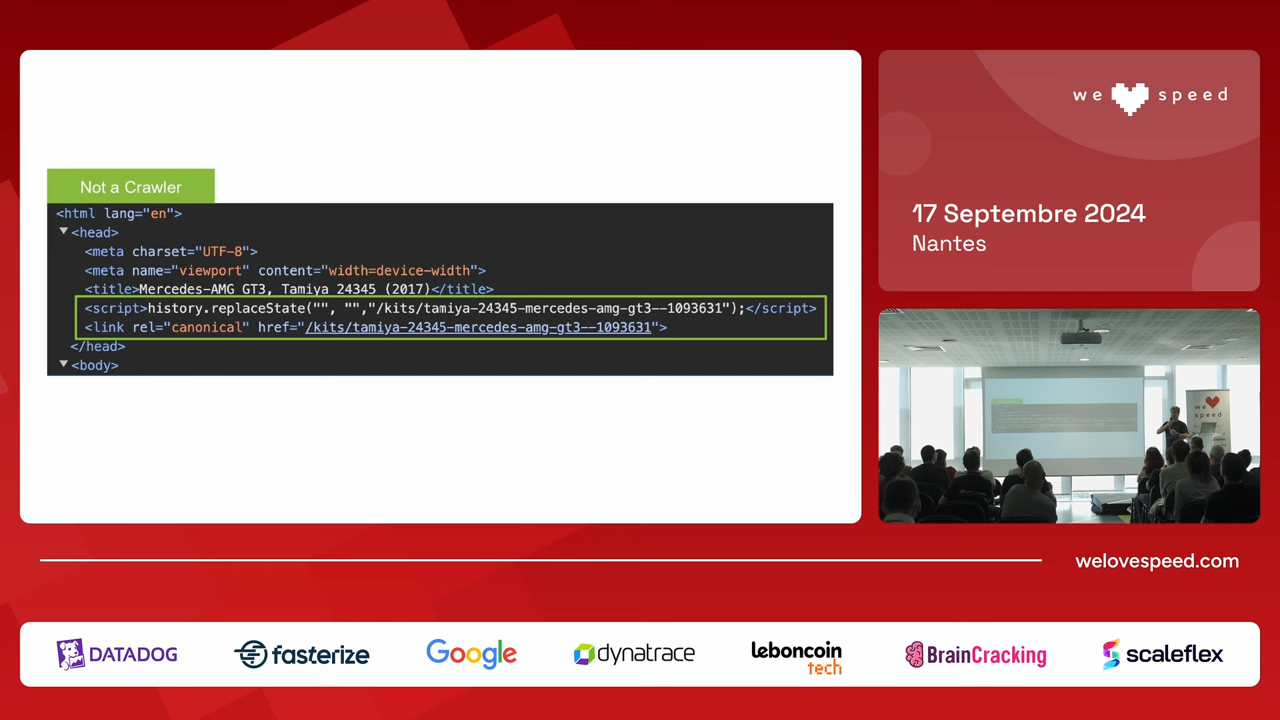 Not a Crawler
<html lang="en">
<head>
<meta charset="UTF-8">
<meta name="viewport" content="width=device-width">
<title>Mercedes-AMG GT3, Tamiya 24345 (2017)</title>
<script>history.replaceState("", "","/kits/tamiya-24345-mercedes-amg-gt3--1093631");</script>
<link rel="canonical" href="/kits/tamiya-24345-mercedes-amg-gt3--1093631">
</head>
<body>
we speed
17 Septembre 2024
Nantes
we
speed
welovespeed.com
DATADOG
fasterize
Google
dynatrace
leboncoin
tech
BrainCracking
scaleflex